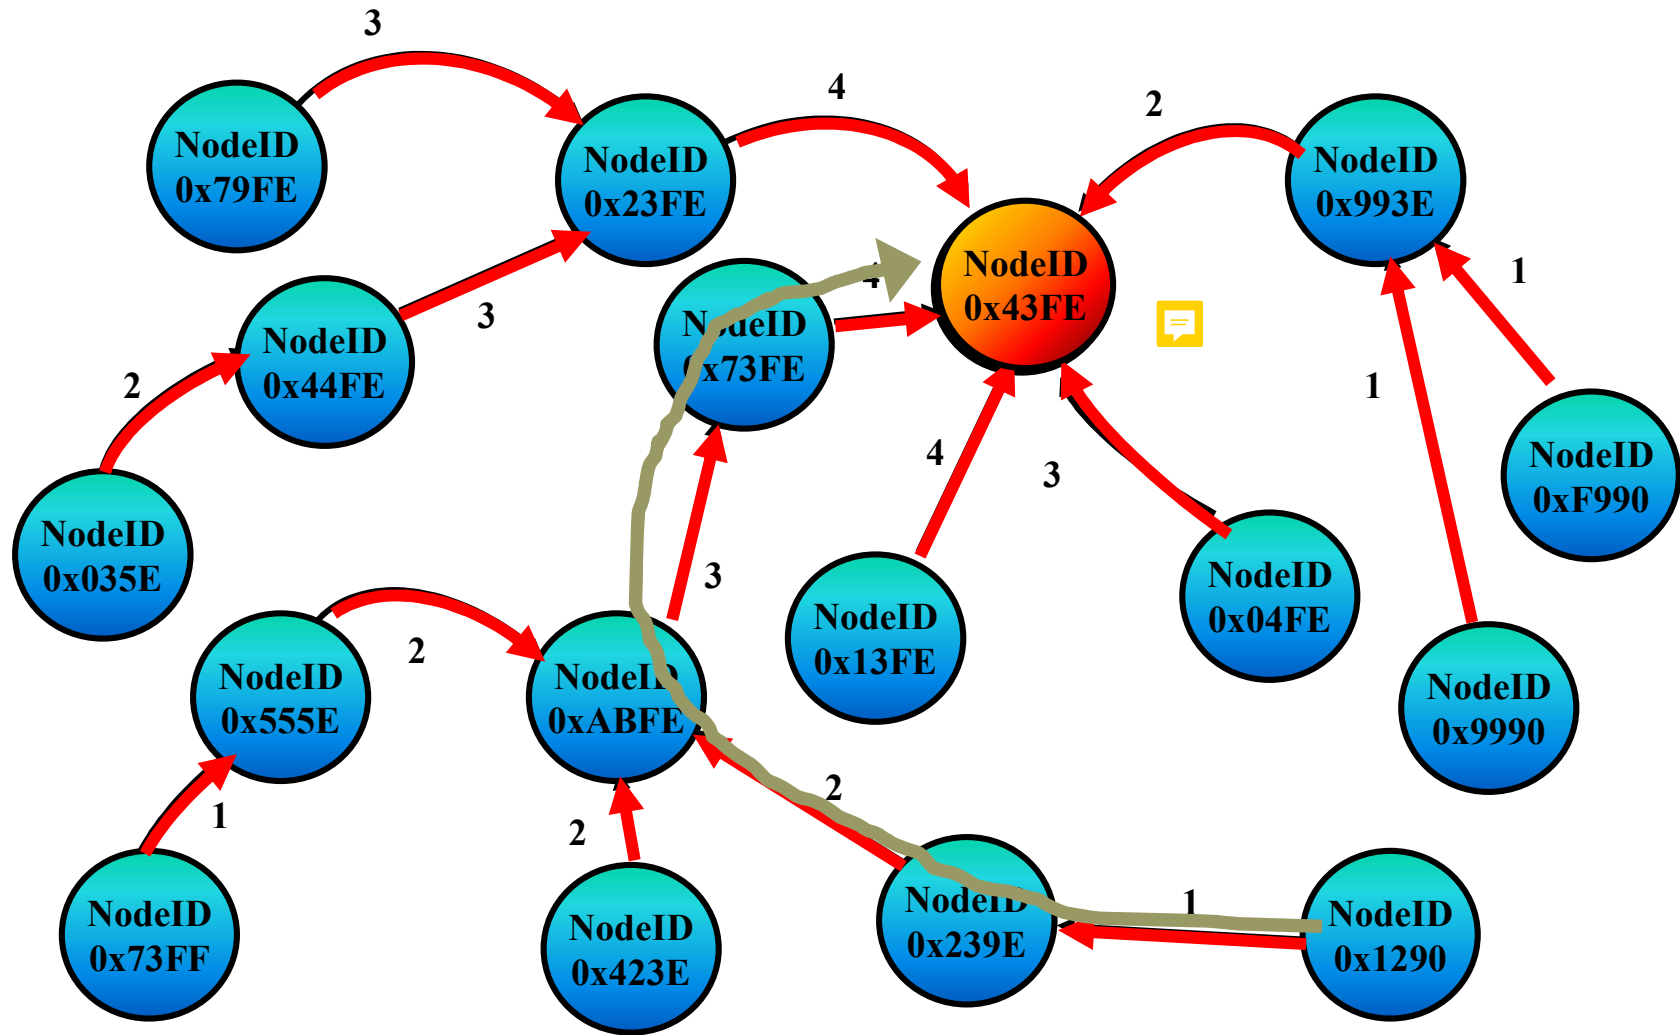 3
NodeID
0x79FE
4
NodeID
0x23FE
2
NodeID
0x993E
NodeID
0x43FE
1
4
NodeID
0x73FE
3
NodeID
0x44FE
2
1
NodeID
0xF990
4
3
NodeID
0x035E
3
NodeID
0x04FE
NodeID
0x13FE
2
NodeID
0x555E
NodeID
0xABFE
NodeID
0x9990
1
2
2
NodeID
0x73FF
NodeID
0x423E
NodeID
0x239E
1
NodeID
0x1290